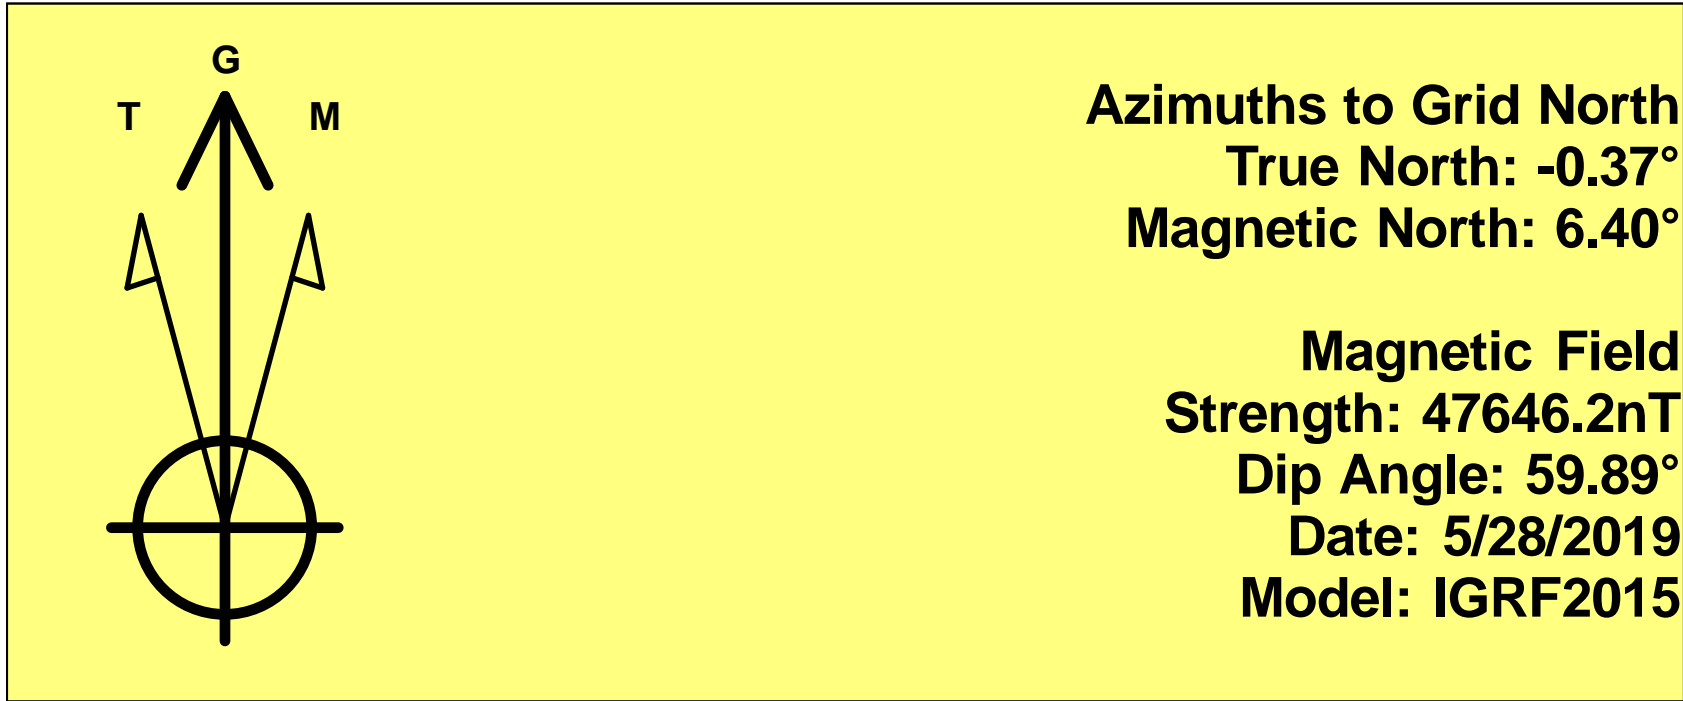 G
T
M
Azimuths to Grid North
True North: -0.37°
Magnetic North: 6.40°
Magnetic Field
Strength: 47646.2nT
Dip Angle: 59.89°
Date: 5/28/2019
Model: IGRF2015